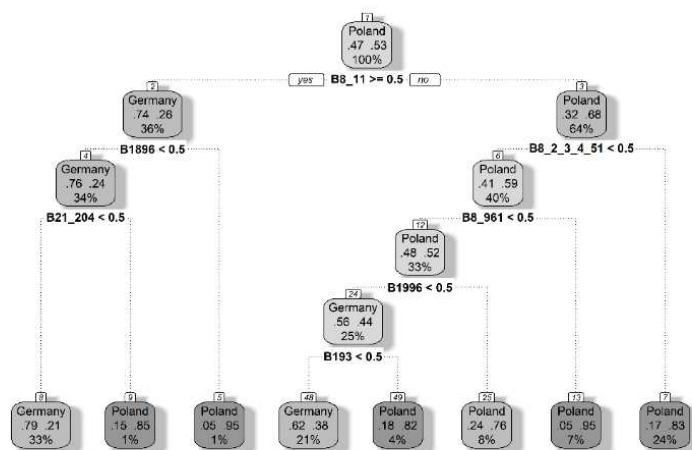 1
Poland
.47 .53
100%
yes B8_11 >= 0.5 no
2
Germany
.74 .26
36%
3
Poland
.32 .68
64%
B1896 < 0.5
B8_2_3_4_51 < 0.5
4
Germany
.76 .24
34%
6
Poland
.41 .59
40%
B21_204 < 0.5
B8_961 < 0.5
12
Poland
.48 .52
33%
B1996 < 0.5
24
Germany
.56 .44
25%
B193 < 0.5
8
Germany
.79 .21
33%
9
Poland
.15 .85
1%
5
Poland
.05 .95
1%
48
Germany
.62 .38
21%
49
Poland
.18 .82
4%
25
Poland
.24 .76
8%
13
Poland
.05 .95
7%
7
Poland
.17 .83
24%